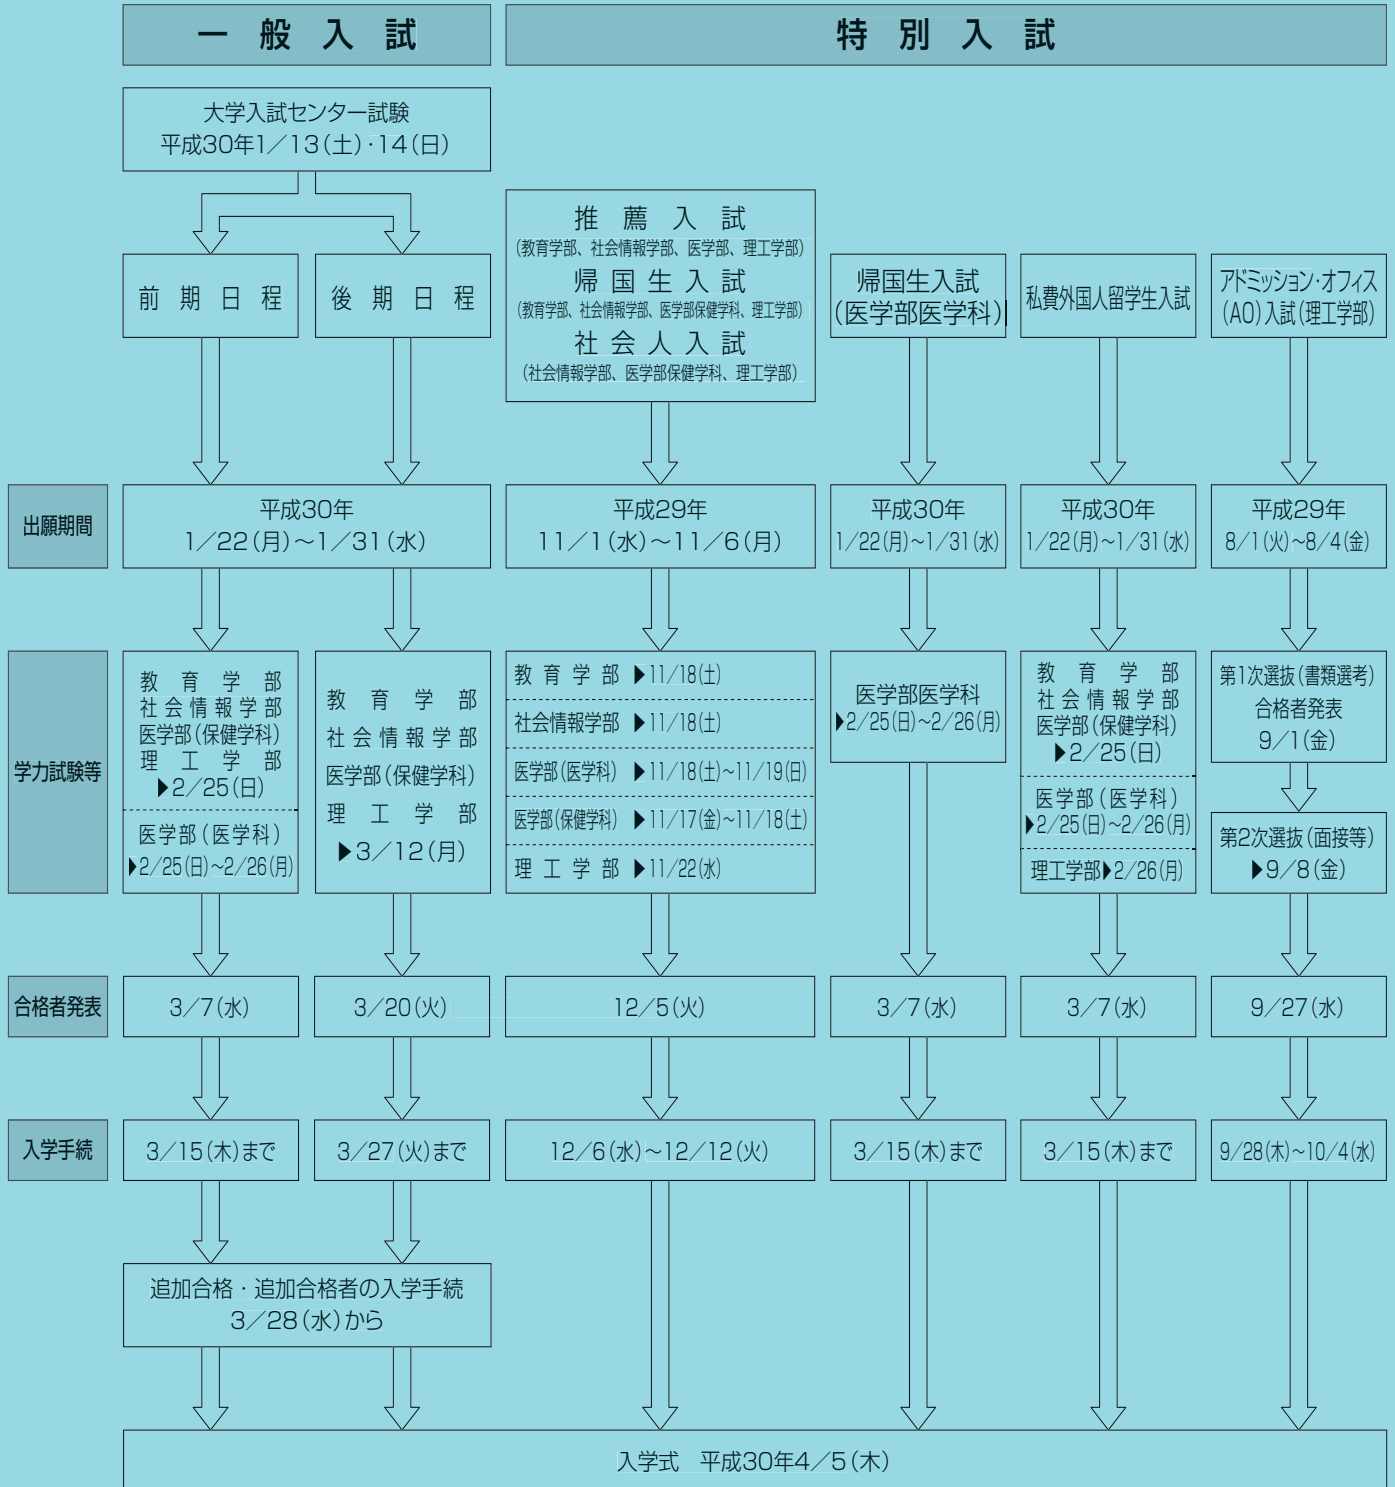 一般入試
特別入試
大学入試センター試験
平成30年1／13(土)・14(日)
前期日程
後期日程
推薦入試
(教育学部、社会情報学部、医学部、理工学部)
帰国生入試
(教育学部、社会情報学部、医学部保健学科、理工学部)
社会人入試
(社会情報学部、医学部保健学科、理工学部)
帰国生入試
(医学部医学科)
私費外国人留学生入試
アドミッション・オフィス
(AO)入試(理工学部)
出願期間
平成30年
1／22(月)～1／31(水)
平成29年
11／1(水)～11／6(月)
平成30年
1／22(月)～1／31(水)
平成30年
1／22(月)～1／31(水)
平成29年
8／1(火)～8／4(金)
学力試験等
教育学部
社会情報学部
医学部(保健学科)
理工学部
▶2／25(日)
医学部(医学科)
▶2／25(日)～2／26(月)
教育学部
社会情報学部
医学部(保健学科)
理工学部
▶3／12(月)
教育学部 ▶11／18(土)
社会情報学部 ▶11／18(土)
医学部(医学科) ▶11／18(土)～11／19(日)
医学部(保健学科) ▶11／17(金)～11／18(土)
理工学部 ▶11／22(水)
医学部医学科
▶2／25(日)～2／26(月)
教育学部
社会情報学部
医学部(保健学科)
▶2／25(日)
医学部(医学科)
▶2／25(日)～2／26(月)
理工学部▶2／26(月)
第1次選抜(書類選考)
合格者発表
9／1(金)
第2次選抜(面接等)
▶9／8(金)
合格者発表
3／7(水)
3／20(火)
12／5(火)
3／7(水)
3／7(水)
9／27(水)
入学手続
3／15(木)まで
3／27(火)まで
12／6(水)～12／12(火)
3／15(木)まで
3／15(木)まで
9／28(木)～10／4(水)
追加合格・追加合格者の入学手続
3／28(水)から
入学式 平成30年4／5(木)